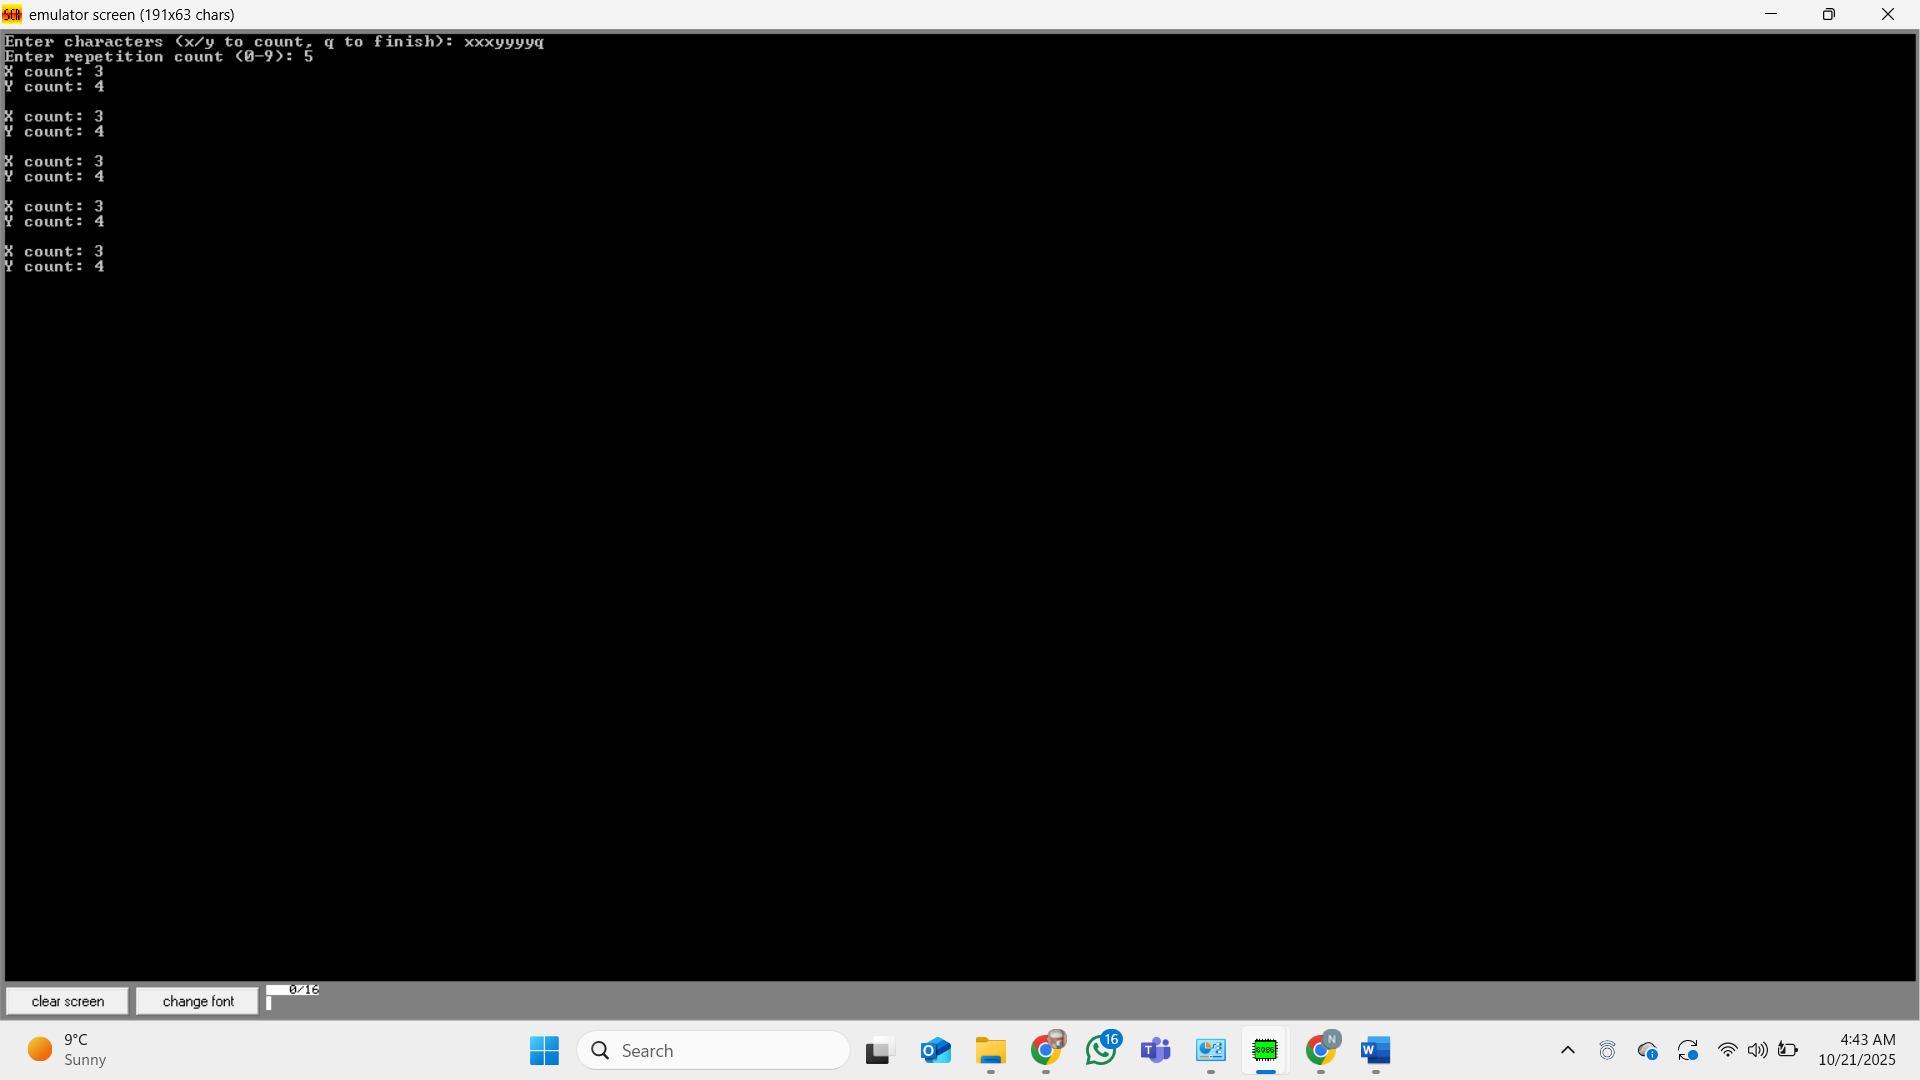 SCR emulator screen (191x63 chars)
Enter characters (x/y to count, q to finish): xxxyyyyq
Enter repetition count (0-9): 5
X count: 3
Y count: 4
X count: 3
Y count: 4
X count: 3
Y count: 4
X count: 3
Y count: 4
X count: 3
Y count: 4
clear screen
change font
0/16
9°C
Sunny
Search
16
N
4:43 AM
10/21/2025